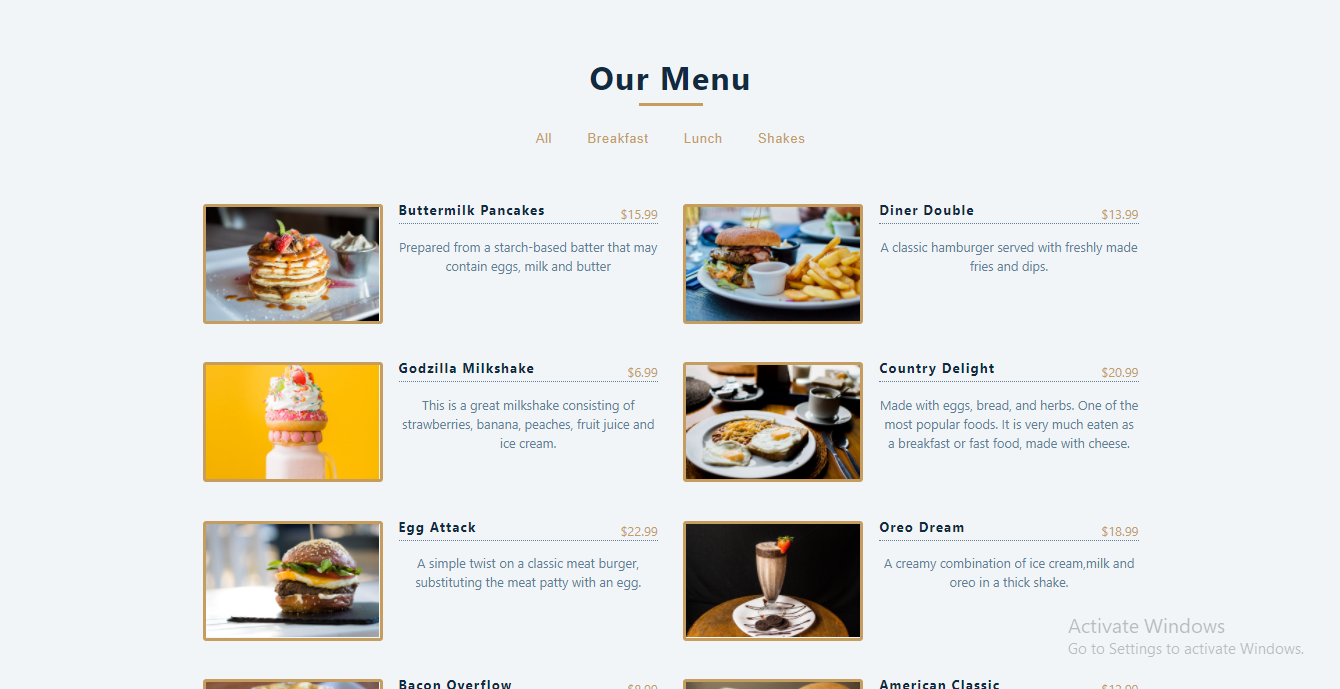 Our Menu
All Breakfast Lunch Shakes
Buttermilk Pancakes $15.99
Prepared from a starch-based batter that may
contain eggs, milk and butter
Diner Double $13.99
A classic hamburger served with freshly made
fries and dips.
Godzilla Milkshake $6.99
This is a great milkshake consisting of
strawberries, banana, peaches, fruit juice and
ice cream.
Country Delight $20.99
Made with eggs, bread, and herbs. One of the
most popular foods. It is very much eaten as
a breakfast or fast food, made with cheese.
Egg Attack $22.99
A simple twist on a classic meat burger,
substituting the meat patty with an egg.
Oreo Dream $18.99
A creamy combination of ice cream,milk and
oreo in a thick shake.
Activate Windows
Go to Settings to activate Windows.
Bacon Overflow
American Classic